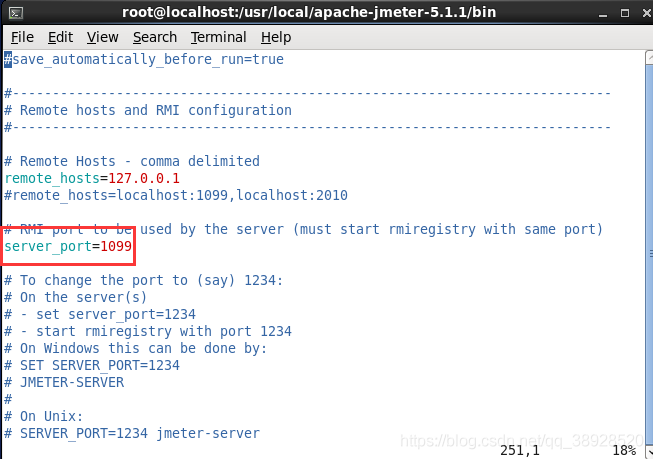 root@localhost:/usr/local/apache-jmeter-5.1.1/bin
File Edit View Search Terminal Help
#save_automatically_before_run=true
#---------------------------------------------------------------------------
# Remote hosts and RMI configuration
#---------------------------------------------------------------------------
# Remote Hosts - comma delimited
remote_hosts=127.0.0.1
#remote_hosts=localhost:1099,localhost:2010
# RMI port to be used by the server (must start rmiregistry with same port)
server_port=1099
# To change the port to (say) 1234:
# On the server(s)
# - set server_port=1234
# - start rmiregistry with port 1234
# On Windows this can be done by:
# SET SERVER_PORT=1234
# JMETER-SERVER
#
# On Unix:
# SERVER_PORT=1234 jmeter-server
https://blog.csdn.net/qq_38928520
251,1 18%